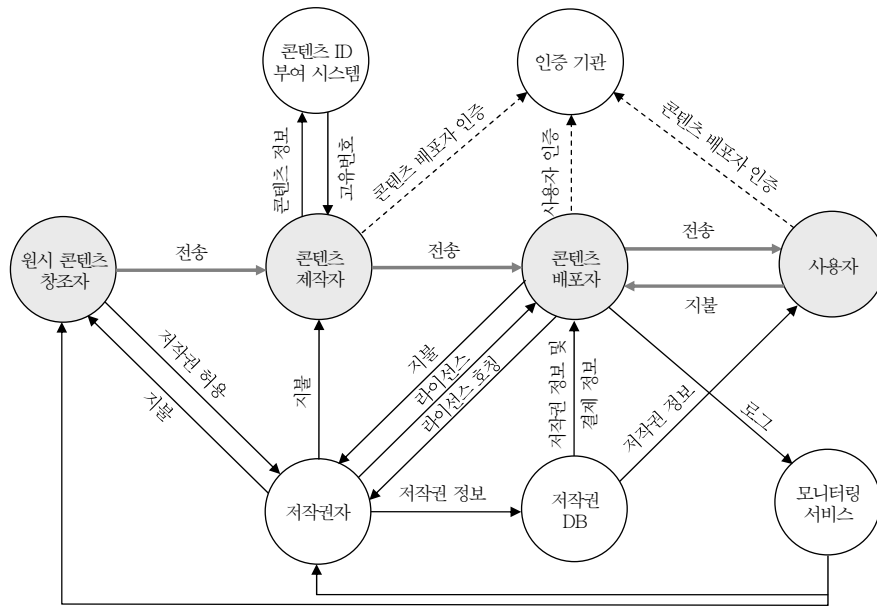 콘텐츠 ID
부여 시스템
인증 기관
콘텐츠 정보
고유번호
콘텐츠 배포자 인증
사용자 인증
콘텐츠 배포자 인증
원시 콘텐츠
창조자
전송
콘텐츠
제작자
전송
콘텐츠
배포자
전송
지불
사용자
저작권 허용
지불
지불
지불
라이선스
라이선스 호칭
저작권 정보 및
결제 정보
저작권 정보
로그
저작권자
저작권 정보
저작권
DB
모니터링
서비스